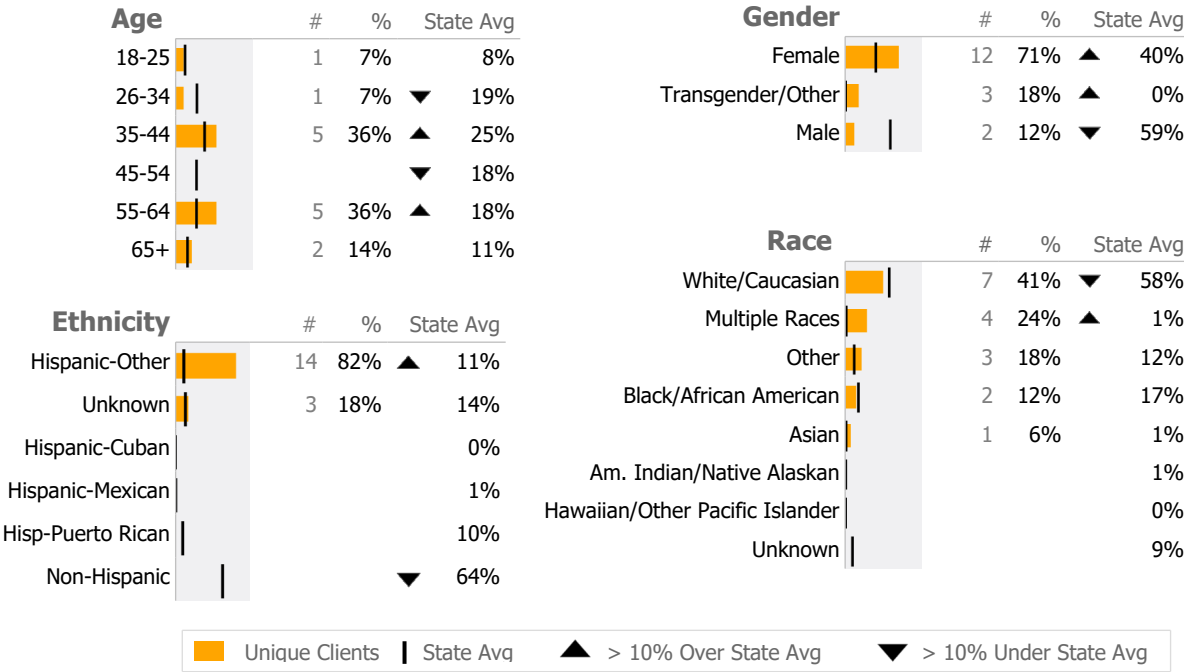 Age # % State Avg
18-25 1 7% 8%
26-34 1 7% ▼ 19%
35-44 5 36% ▲ 25%
45-54 ▼ 18%
55-64 5 36% ▲ 18%
65+ 2 14% 11%
Ethnicity # % State Avg
Hispanic-Other 14 82% ▲ 11%
Unknown 3 18% 14%
Hispanic-Cuban 0%
Hispanic-Mexican 1%
Hisp-Puerto Rican 10%
Non-Hispanic ▼ 64%
Gender # % State Avg
Female 12 71% ▲ 40%
Transgender/Other 3 18% ▲ 0%
Male 2 12% ▼ 59%
Race # % State Avg
White/Caucasian 7 41% ▼ 58%
Multiple Races 4 24% ▲ 1%
Other 3 18% 12%
Black/African American 2 12% 17%
Asian 1 6% 1%
Am. Indian/Native Alaskan 1%
Hawaiian/Other Pacific Islander 0%
Unknown 9%
Unique Clients State Avg ▲ > 10% Over State Avg ▼ > 10% Under State Avg